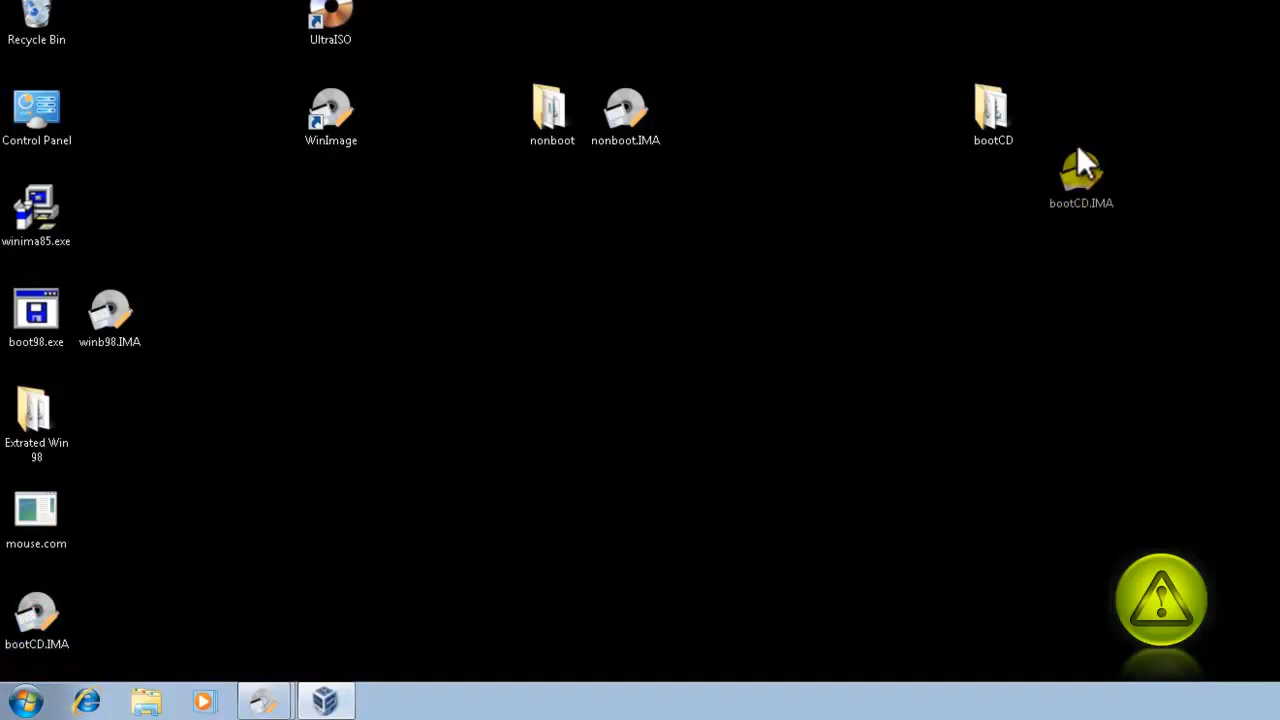 Recycle Bin
UltraISO
Control Panel
WinImage
nonboot
nonboot.IMA
bootCD
bootCD.IMA
winima85.exe
boot98.exe
winb98.IMA
Extrated Win
98
mouse.com
bootCD.IMA